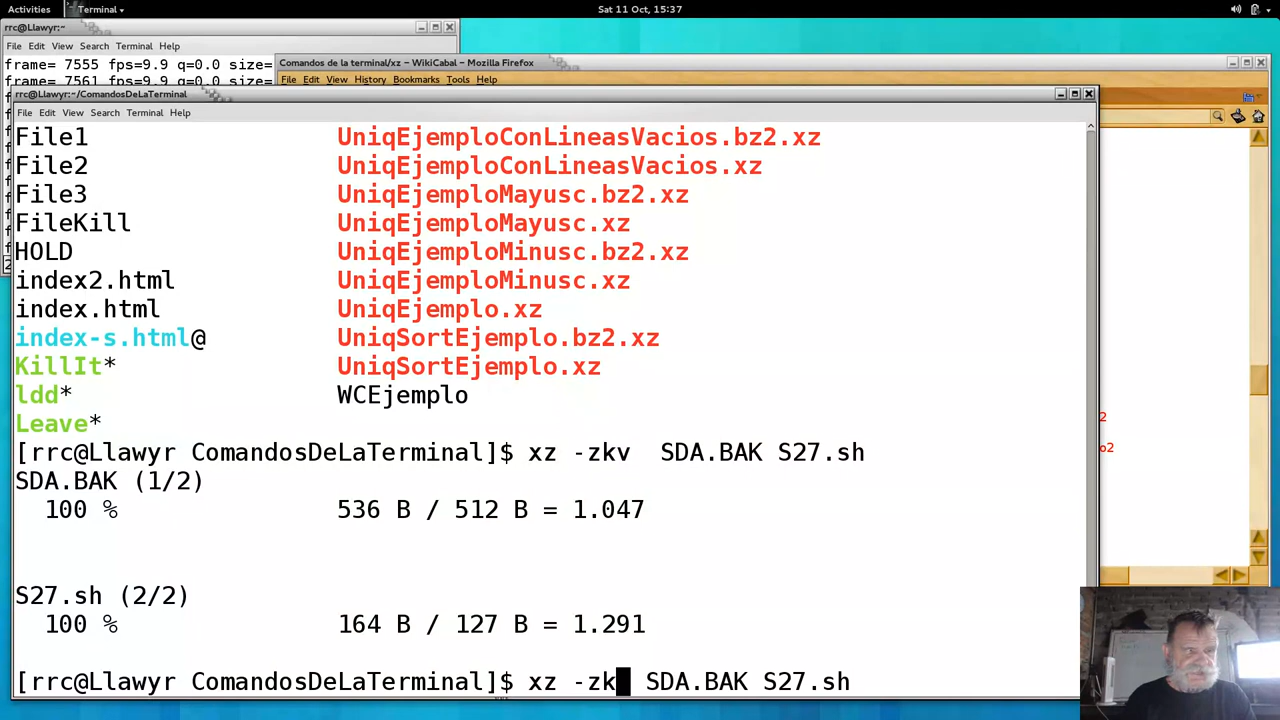 Activities Terminal Sat 11 Oct, 15:37
rrc@Llawyr:~
File Edit View Search Terminal Help
frame= 7555 fps=9.9 q=0.0 size=
frame= 7561 fps=9.9 q=0.0 size=
Comandos de la terminal/xz – WikiCabal – Mozilla Firefox
File Edit View History Bookmarks Tools Help
rrc@Llawyr:~/ComandosDeLaTerminal
File Edit View Search Terminal Help
File1 UniqEjemploConLineasVacios.bz2.xz
File2 UniqEjemploConLineasVacios.xz
File3 UniqEjemploMayusc.bz2.xz
FileKill UniqEjemploMayusc.xz
HOLD UniqEjemploMinusc.bz2.xz
index2.html UniqEjemploMinusc.xz
index.html UniqEjemplo.xz
index-s.html@ UniqSortEjemplo.bz2.xz
KillIt* UniqSortEjemplo.xz
ldd* WCEjemplo
Leave*
[rrc@Llawyr ComandosDeLaTerminal]$ xz -zkv  SDA.BAK S27.sh
SDA.BAK (1/2)
100 % 536 B / 512 B = 1.047
S27.sh (2/2)
100 % 164 B / 127 B = 1.291
[rrc@Llawyr ComandosDeLaTerminal]$ xz -zk  SDA.BAK S27.sh